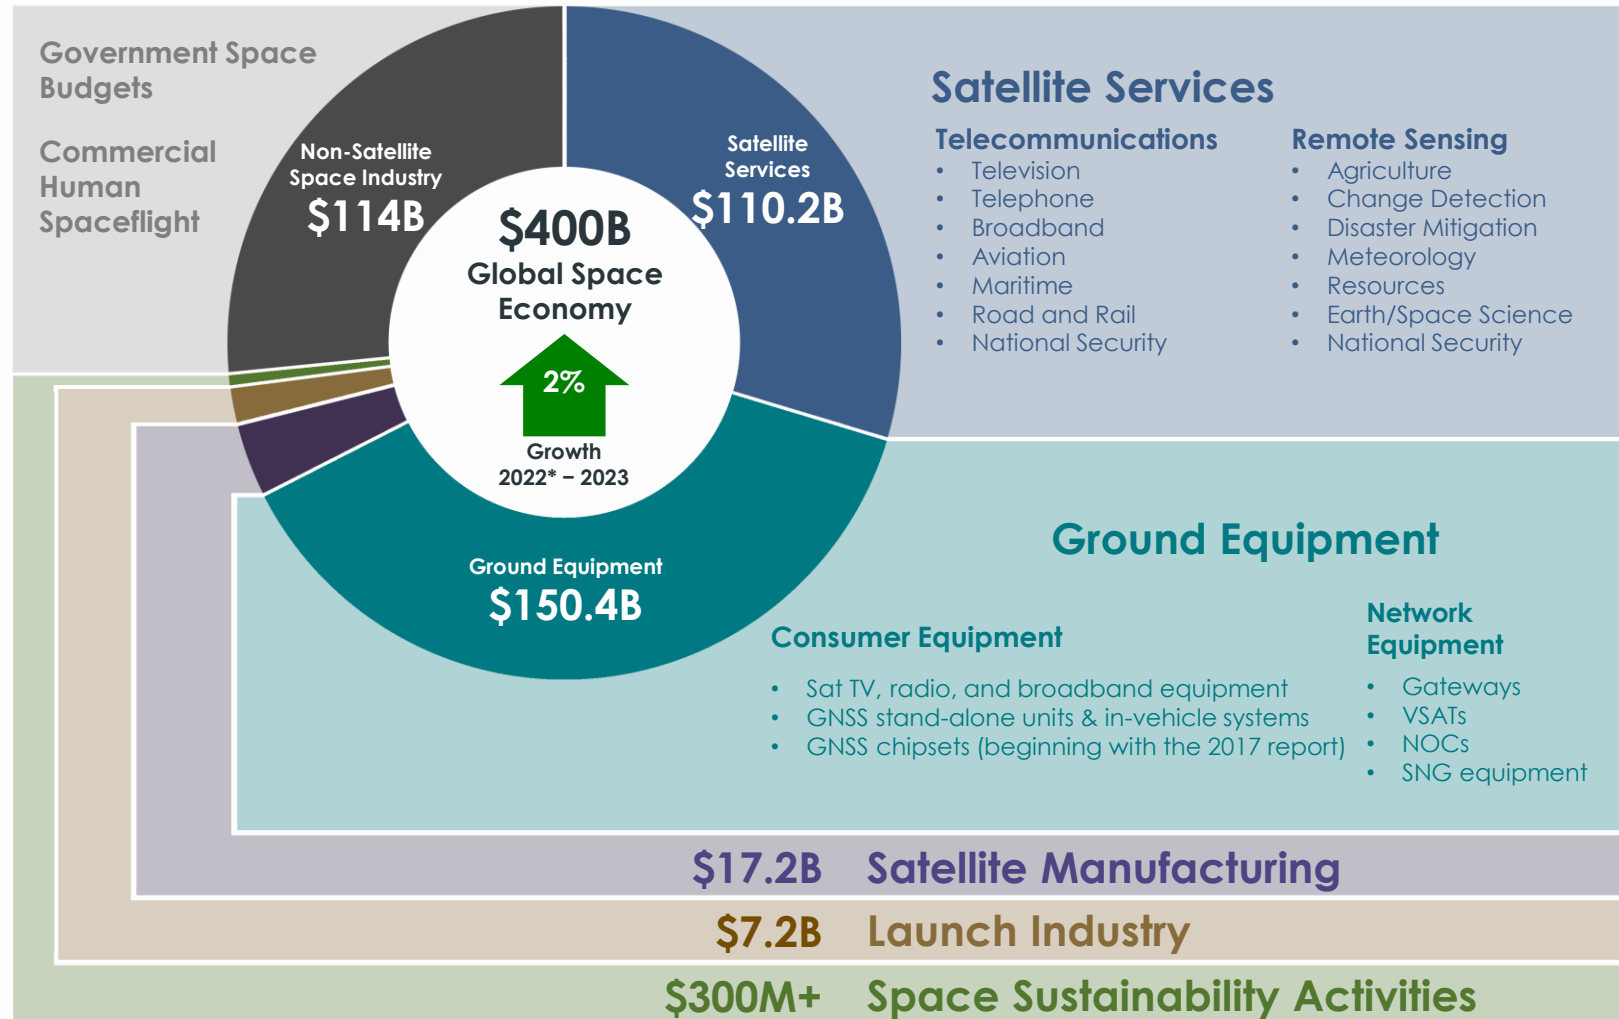 Government Space
Budgets
Commercial
Human
Spaceflight
Non-Satellite
Space Industry
$114B
Satellite
Services
$110.2B
$400B
Global Space
Economy
2%
Growth
2022* – 2023
Ground Equipment
$150.4B
Satellite Services
Telecommunications
• Television
• Telephone
• Broadband
• Aviation
• Maritime
• Road and Rail
• National Security
Remote Sensing
• Agriculture
• Change Detection
• Disaster Mitigation
• Meteorology
• Resources
• Earth/Space Science
• National Security
Ground Equipment
Consumer Equipment
• Sat TV, radio, and broadband equipment
• GNSS stand-alone units & in-vehicle systems
• GNSS chipsets (beginning with the 2017 report)
Network
Equipment
• Gateways
• VSATs
• NOCs
• SNG equipment
$17.2B Satellite Manufacturing
$7.2B Launch Industry
$300M+ Space Sustainability Activities